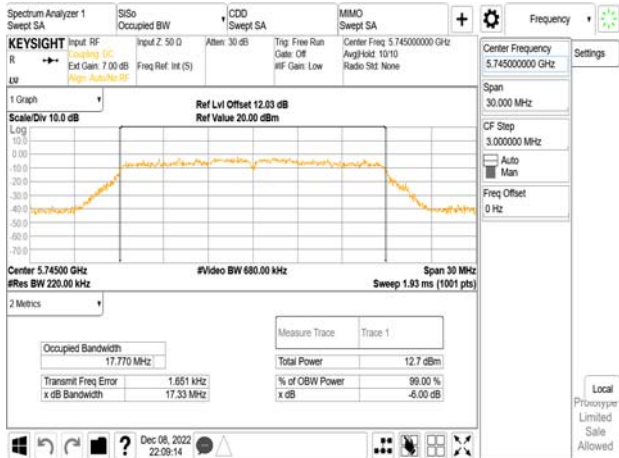 Spectrum Analyzer 1
Swept SA
SiSo
Occupied BW
CDD
Swept SA
MIMO
Swept SA
+
Frequency
KEYSIGHT
R
LXI
Input: RF
Coupling: DC
Ext Gain: 7.00 dB
Align: Auto/No RF
Input Z: 50 Ω
Freq Ref: Int (S)
Atten: 30 dB
Trig: Free Run
Gate: Off
#IF Gain: Low
Center Freq: 5.745000000 GHz
Avg|Hold: 10/10
Radio Std: None
Center Frequency
5.745000000 GHz
Settings
Span
30.000 MHz
CF Step
3.000000 MHz
Auto
Man
Freq Offset
0 Hz
1 Graph
Scale/Div 10.0 dB
Ref Lvl Offset 12.03 dB
Ref Value 20.00 dBm
Log
10.0
0.00
-10.0
-20.0
-30.0
-40.0
-50.0
-60.0
-70.0
Center 5.74500 GHz
#Res BW 220.00 kHz
#Video BW 680.00 kHz
Span 30 MHz
Sweep 1.93 ms (1001 pts)
2 Metrics
Measure Trace Trace 1
Occupied Bandwidth
17.770 MHz
Total Power 12.7 dBm
Transmit Freq Error 1.651 kHz
% of OBW Power 99.00 %
x dB Bandwidth 17.33 MHz
x dB -6.00 dB
Local
Prototype
Limited
Sale
Allowed
?
Dec 08, 2022
22:09:14